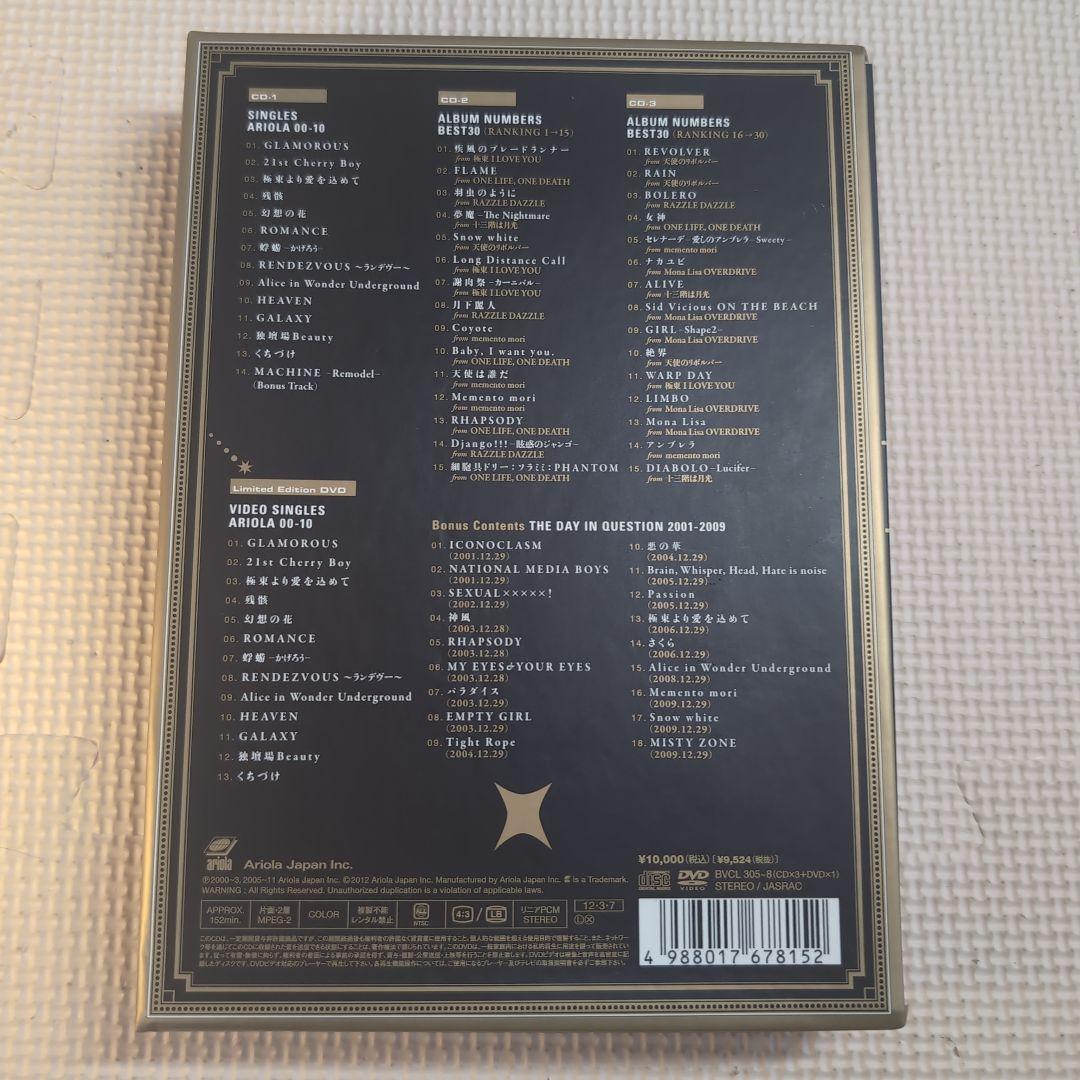 CD-1
SINGLES
ARIOLA 00-10
01. GLAMOROUS
02. 21st Cherry Boy
03. 極東より愛を込めて
04. 残骸
05. 幻想の花
06. ROMANCE
07. 蜉蝣 –かげろう–
08. RENDEZVOUS 〜ランデヴー〜
09. Alice in Wonder Underground
10. HEAVEN
11. GALAXY
12. 独壇場Beauty
13. くちづけ
14. MACHINE –Remodel–
(Bonus Track)
CD-2
ALBUM NUMBERS
BEST30 (RANKING 1→15)
01. 疾風のブレードランナー
from 極東 I LOVE YOU
02. FLAME
from ONE LIFE, ONE DEATH
03. 羽虫のように
from RAZZLE DAZZLE
04. 夢魔 –The Nightmare
from 十三階は月光
05. Snow white
from 天使のリボルバー
06. Long Distance Call
from 極東 I LOVE YOU
07. 謝肉祭 –カーニバル–
from 極東 I LOVE YOU
08. 月下麗人
from RAZZLE DAZZLE
09. Coyote
from memento mori
10. Baby, I want you.
from ONE LIFE, ONE DEATH
11. 天使は誰だ
from memento mori
12. Memento mori
from memento mori
13. RHAPSODY
from ONE LIFE, ONE DEATH
14. Django!!! –眩惑のジャンゴ–
from RAZZLE DAZZLE
15. 細胞具ドリー：ソラミミ：PHANTOM
from ONE LIFE, ONE DEATH
CD-3
ALBUM NUMBERS
BEST30 (RANKING 16→30)
01. REVOLVER
from 天使のリボルバー
02. RAIN
from 天使のリボルバー
03. BOLERO
from RAZZLE DAZZLE
04. 女神
from ONE LIFE, ONE DEATH
05. セレナーデ –愛しのアンブレラ– Sweety –
from memento mori
06. ナカユビ
from Mona Lisa OVERDRIVE
07. ALIVE
from 十三階は月光
08. Sid Vicious ON THE BEACH
from Mona Lisa OVERDRIVE
09. GIRL –Shape2–
from Mona Lisa OVERDRIVE
10. 絶界
from 天使のリボルバー
11. WARP DAY
from 極東 I LOVE YOU
12. LIMBO
from Mona Lisa OVERDRIVE
13. Mona Lisa
from Mona Lisa OVERDRIVE
14. アンブレラ
from memento mori
15. DIABOLO –Lucifer–
from 十三階は月光
Limited Edition DVD
VIDEO SINGLES
ARIOLA 00-10
01. GLAMOROUS
02. 21st Cherry Boy
03. 極東より愛を込めて
04. 残骸
05. 幻想の花
06. ROMANCE
07. 蜉蝣 –かげろう–
08. RENDEZVOUS 〜ランデヴー〜
09. Alice in Wonder Underground
10. HEAVEN
11. GALAXY
12. 独壇場Beauty
13. くちづけ
Bonus Contents THE DAY IN QUESTION 2001-2009
01. ICONOCLASM
(2001.12.29)
02. NATIONAL MEDIA BOYS
(2001.12.29)
03. SEXUAL×××××!
(2002.12.29)
04. 神風
(2003.12.28)
05. RHAPSODY
(2003.12.28)
06. MY EYES&YOUR EYES
(2003.12.28)
07. パラダイス
(2003.12.29)
08. EMPTY GIRL
(2003.12.29)
09. Tight Rope
(2004.12.29)
10. 悪の華
(2004.12.29)
11. Brain, Whisper, Head, Hate is noise
(2005.12.29)
12. Passion
(2005.12.29)
13. 極東より愛を込めて
(2006.12.29)
14. さくら
(2006.12.29)
15. Alice in Wonder Underground
(2008.12.29)
16. Memento mori
(2009.12.29)
17. Snow white
(2009.12.29)
18. MISTY ZONE
(2009.12.29)
ariola Ariola Japan Inc.
Ⓟ2000~3, 2005~11 Ariola Japan Inc. ©2012 Ariola Japan Inc. Manufactured by Ariola Japan Inc. is a Trademark.
WARNING : All Rights Reserved. Unauthorized duplication is a violation of applicable laws.
¥10,000(税込)[¥9,524(税抜)]
disc DIGITAL AUDIO DVD VIDEO BVCL 305~8(CD×3+DVD×1)
STEREO / JASRAC
APPROX. 152min.
片面・2層 MPEG-2
COLOR
複製不能 レンタル禁止
ALL NTSC
4:3 / LB
リニアPCM STEREO
12・3・7
4 988017 678152